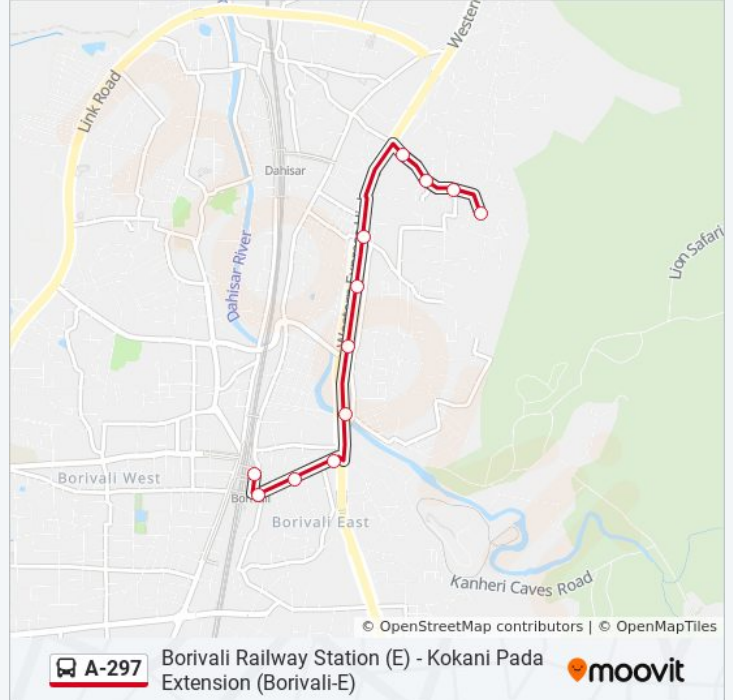 Western
Link Road
Dahisar
Lion Safari
Dahisar River
Borivali West
Borivali East
Kanheri Caves Road
© OpenStreetMap contributors | © OpenMapTiles
A-297
Borivali Railway Station (E) - Kokani Pada
Extension (Borivali-E)
moovit